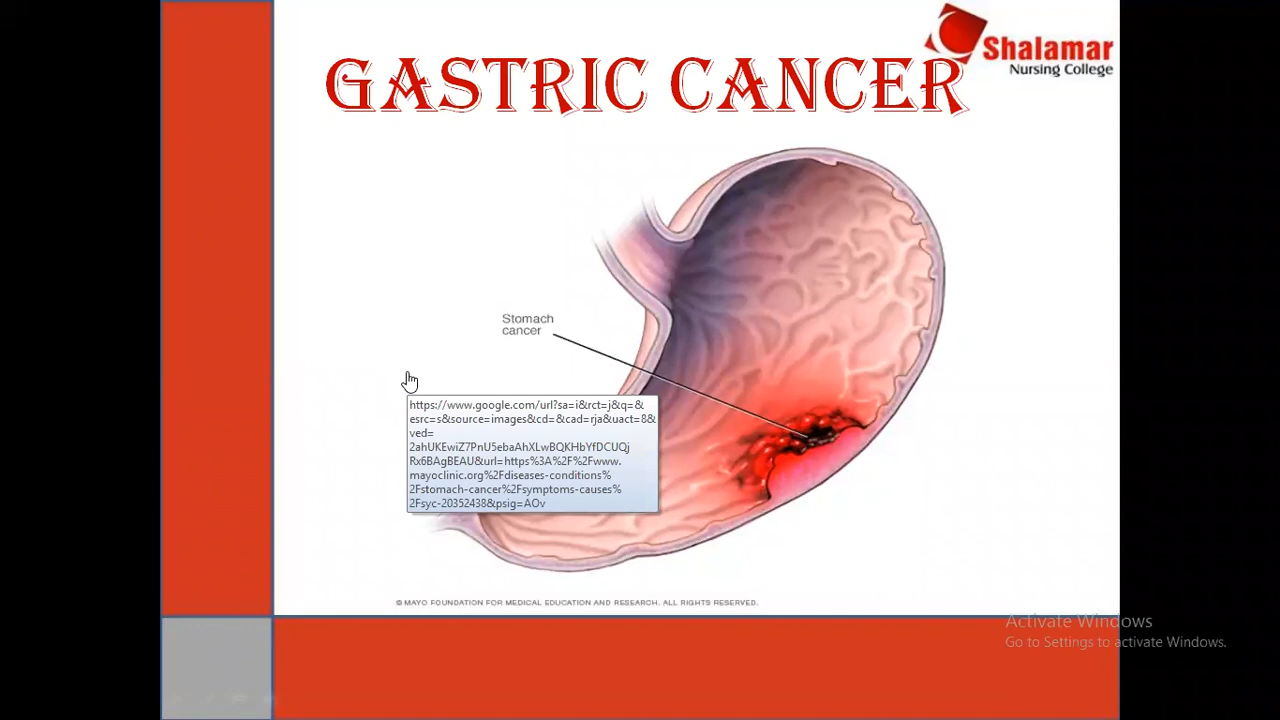 Shalamar
Nursing College
GASTRIC CANCER
Stomach
cancer
https://www.google.com/url?sa=i&rct=j&q=&
esrc=s&source=images&cd=&cad=rja&uact=8&
ved=
2ahUKEwiZ7PnU5ebaAhXLwBQKHbYfDCUQj
Rx6BAgBEAU&url=https%3A%2F%2Fwww.
mayoclinic.org%2Fdiseases-conditions%
2Fstomach-cancer%2Fsymptoms-causes%
2Fsyc-20352438&psig=AOv
© MAYO FOUNDATION FOR MEDICAL EDUCATION AND RESEARCH. ALL RIGHTS RESERVED.
Activate Windows
Go to Settings to activate Windows.